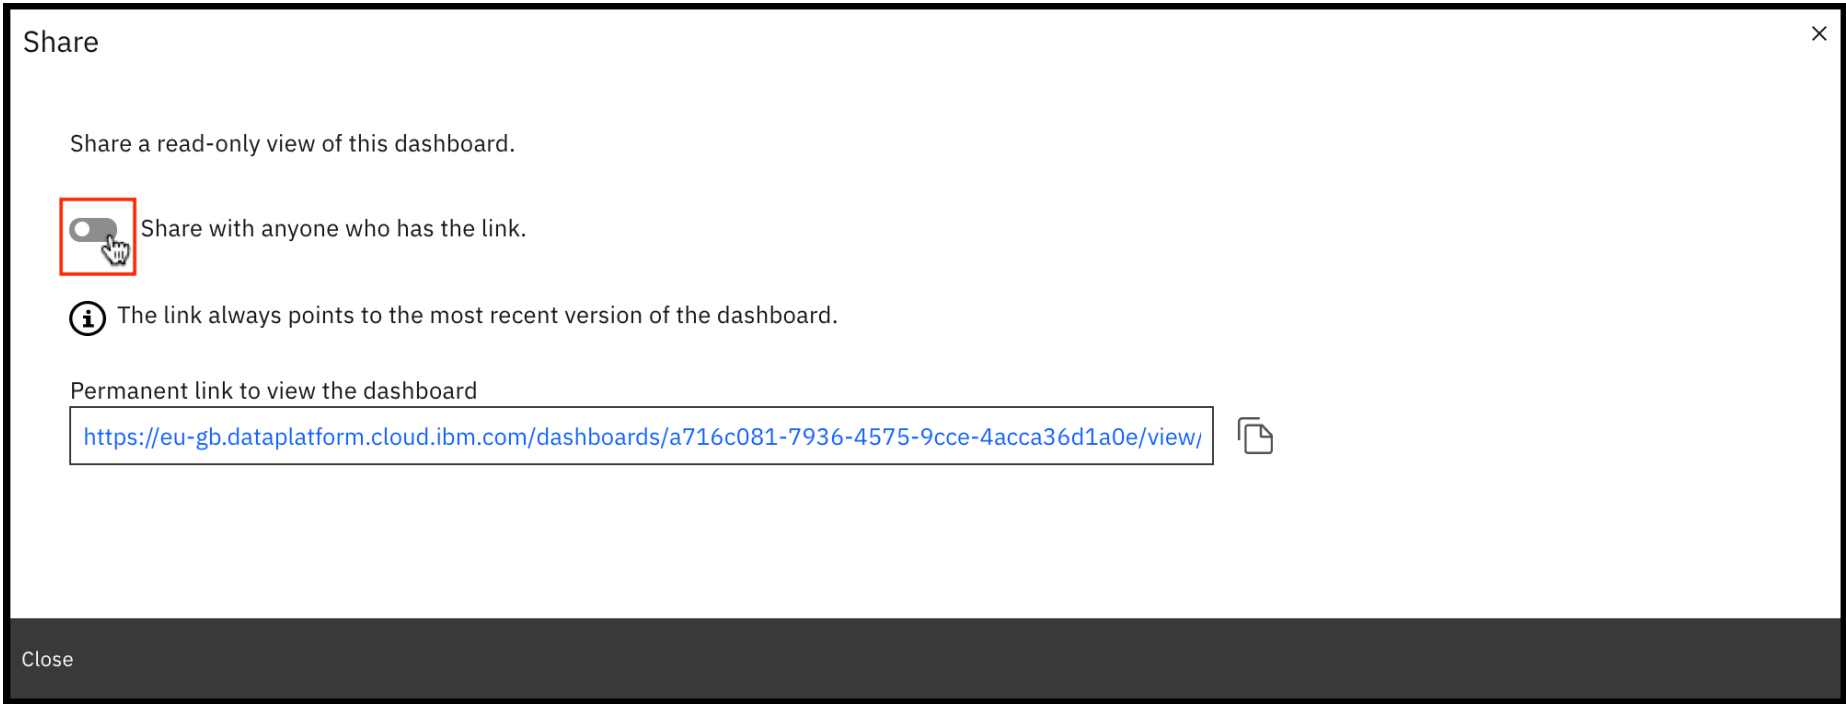 Share
Share a read-only view of this dashboard.
Share with anyone who has the link.
The link always points to the most recent version of the dashboard.
Permanent link to view the dashboard
https://eu-gb.dataplatform.cloud.ibm.com/dashboards/a716c081-7936-4575-9cce-4acca36d1a0e/view/
Close